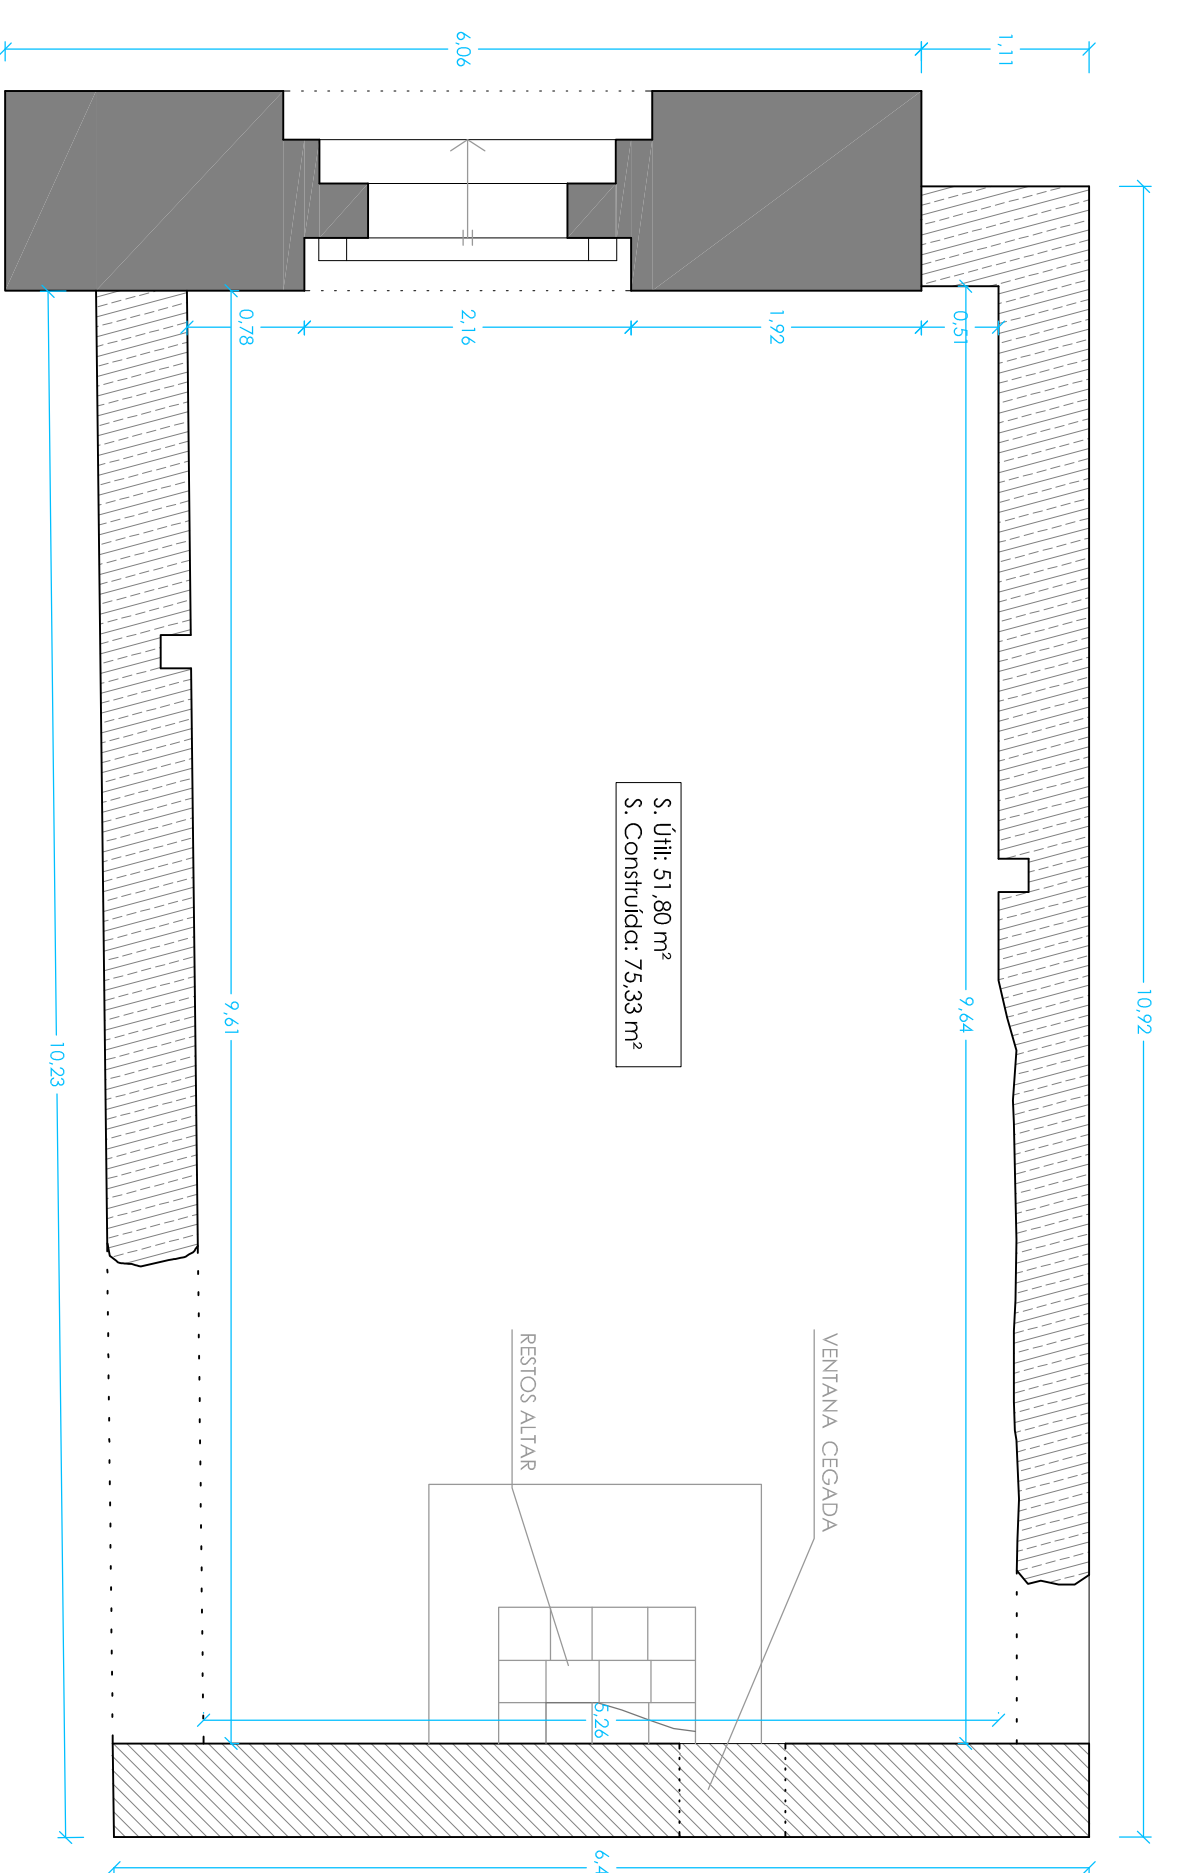 6,06
1,11
0,78
2,16
1,92
0,51
S. Útil: 51,80 m²
S. Construída: 75,33 m²
9,61
9,64
10,92
10,23
RESTOS ALTAR
VENTANA CEGADA
5,26